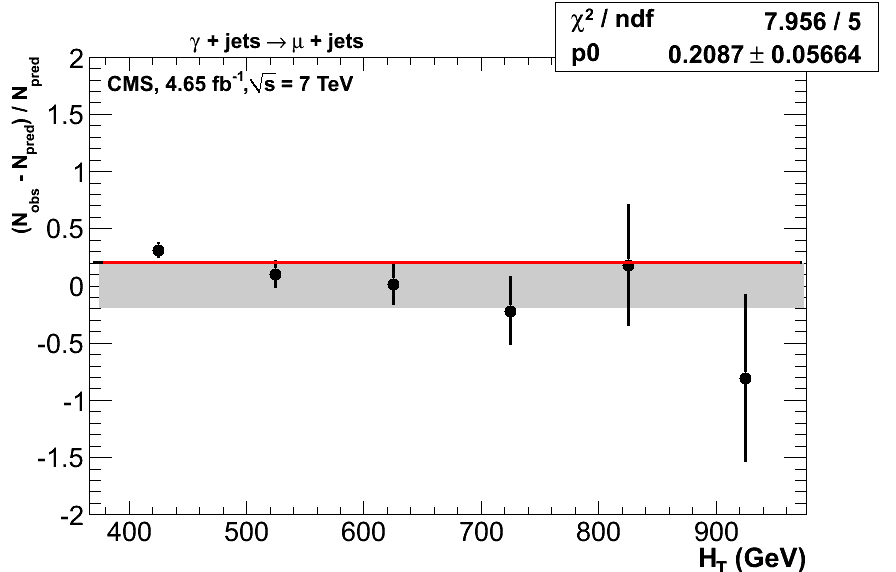 γ + jets → μ + jets
χ² / ndf 7.956 / 5
p0 0.2087 ± 0.05664
CMS, 4.65 fb⁻¹,√s = 7 TeV
(N_obs - N_pred) / N_pred
2
1.5
1
0.5
0
-0.5
-1
-1.5
-2
400 500 600 700 800 900
H_T (GeV)